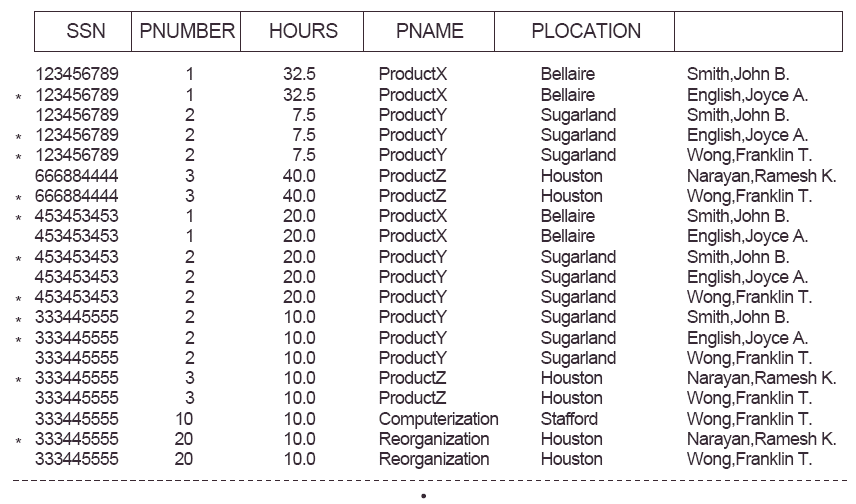 SSN PNUMBER HOURS PNAME PLOCATION
123456789 1 32.5 ProductX Bellaire Smith,John B.
* 123456789 1 32.5 ProductX Bellaire English,Joyce A.
123456789 2 7.5 ProductY Sugarland Smith,John B.
* 123456789 2 7.5 ProductY Sugarland English,Joyce A.
* 123456789 2 7.5 ProductY Sugarland Wong,Franklin T.
666884444 3 40.0 ProductZ Houston Narayan,Ramesh K.
* 666884444 3 40.0 ProductZ Houston Wong,Franklin T.
* 453453453 1 20.0 ProductX Bellaire Smith,John B.
453453453 1 20.0 ProductX Bellaire English,Joyce A.
* 453453453 2 20.0 ProductY Sugarland Smith,John B.
453453453 2 20.0 ProductY Sugarland English,Joyce A.
* 453453453 2 20.0 ProductY Sugarland Wong,Franklin T.
* 333445555 2 10.0 ProductY Sugarland Smith,John B.
* 333445555 2 10.0 ProductY Sugarland English,Joyce A.
333445555 2 10.0 ProductY Sugarland Wong,Franklin T.
* 333445555 3 10.0 ProductZ Houston Narayan,Ramesh K.
333445555 3 10.0 ProductZ Houston Wong,Franklin T.
333445555 10 10.0 Computerization Stafford Wong,Franklin T.
* 333445555 20 10.0 Reorganization Houston Narayan,Ramesh K.
333445555 20 10.0 Reorganization Houston Wong,Franklin T.